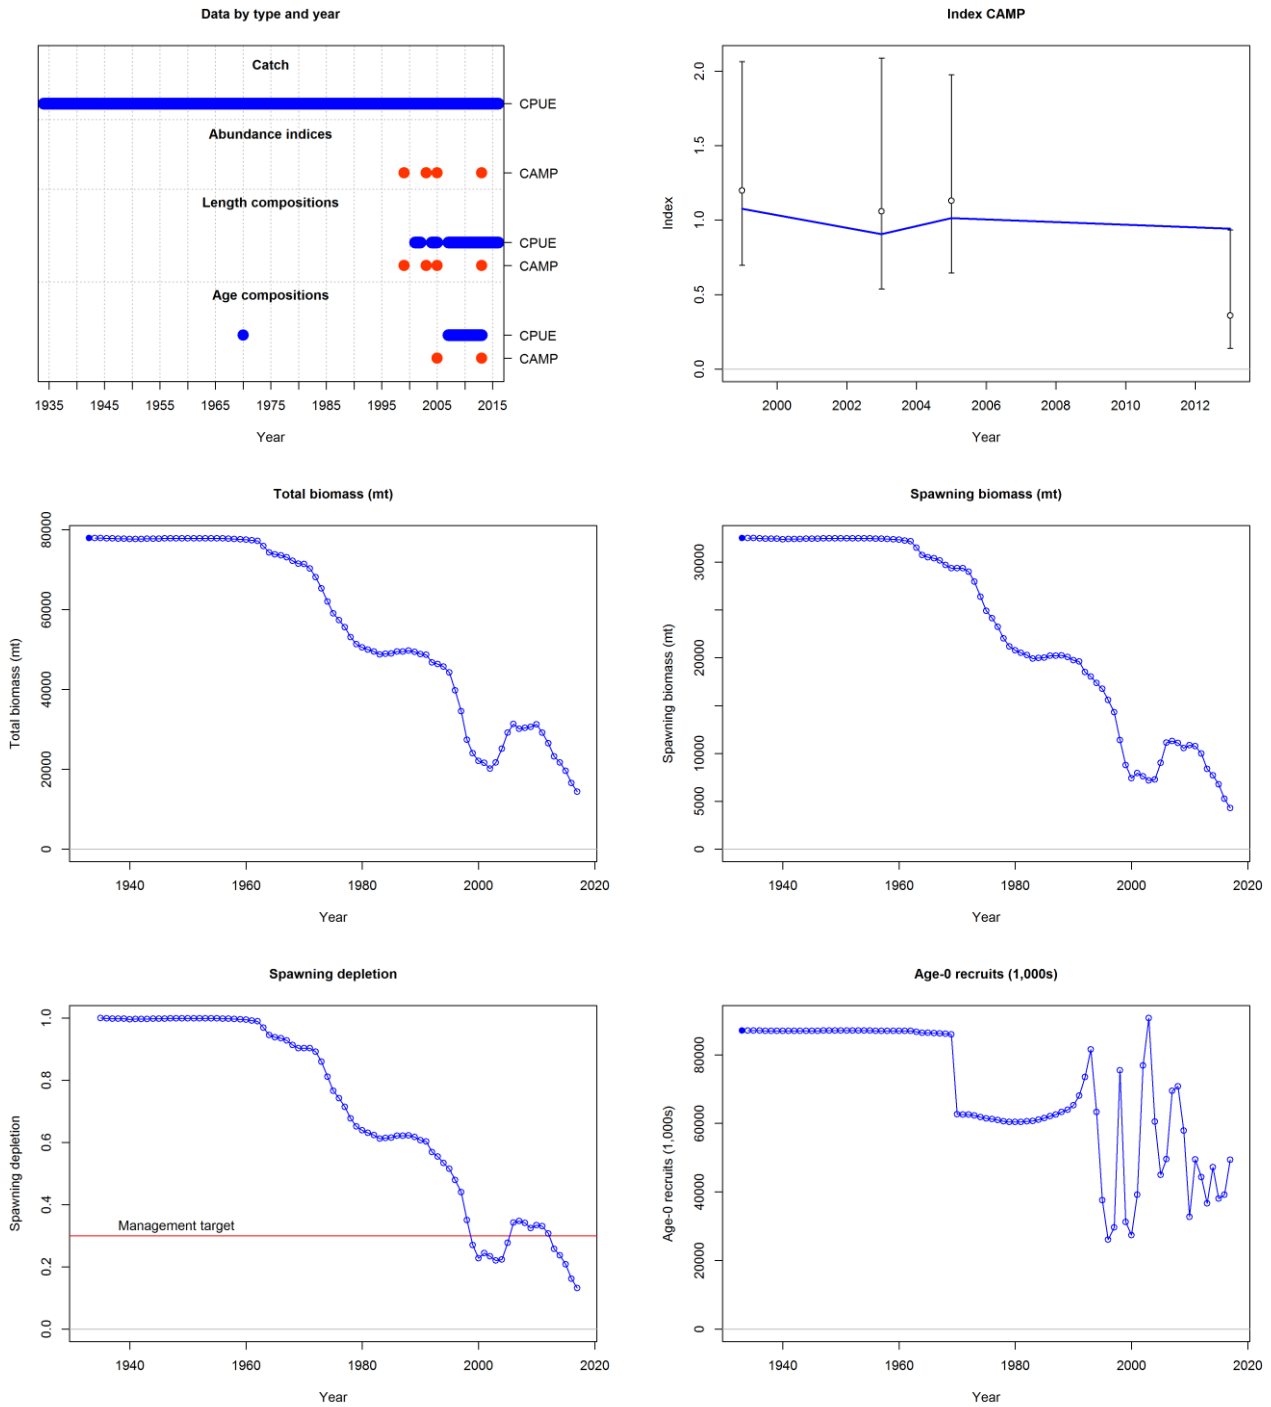 Data by type and year
Catch
CPUE
Abundance indices
CAMP
Length compositions
CPUE
CAMP
Age compositions
CPUE
CAMP
1935 1945 1955 1965 1975 1985 1995 2005 2015
Year
Index CAMP
Index
2.0
1.5
1.0
0.5
0.0
2000 2002 2004 2006 2008 2010 2012
Year
Total biomass (mt)
Total biomass (mt)
80000
60000
40000
20000
0
1940 1960 1980 2000 2020
Year
Spawning biomass (mt)
Spawning biomass (mt)
30000
20000
10000
5000
0
1940 1960 1980 2000 2020
Year
Spawning depletion
Spawning depletion
1.0
0.8
0.6
0.4
Management target
0.2
0.0
1940 1960 1980 2000 2020
Year
Age-0 recruits (1,000s)
Age-0 recruits (1,000s)
80000
60000
40000
20000
0
1940 1960 1980 2000 2020
Year